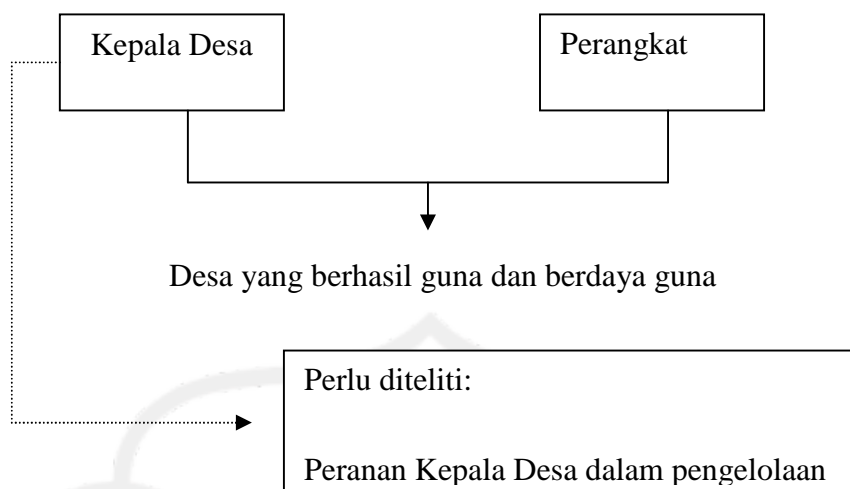 Kepala Desa
Perangkat
Desa yang berhasil guna dan berdaya guna
Perlu diteliti:
Peranan Kepala Desa dalam pengelolaan